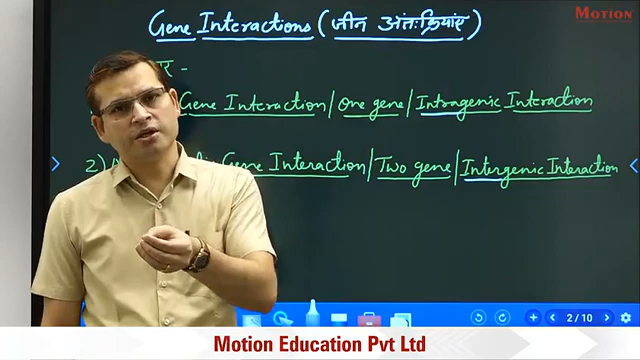 MOTION
Gene Interactions (जीन अंतःक्रियाएं)
Gene Interaction/One gene/Intragenic Interaction
2) Gene Interaction/Two gene/Intergenic Interaction
2 / 10
Motion Education Pvt Ltd